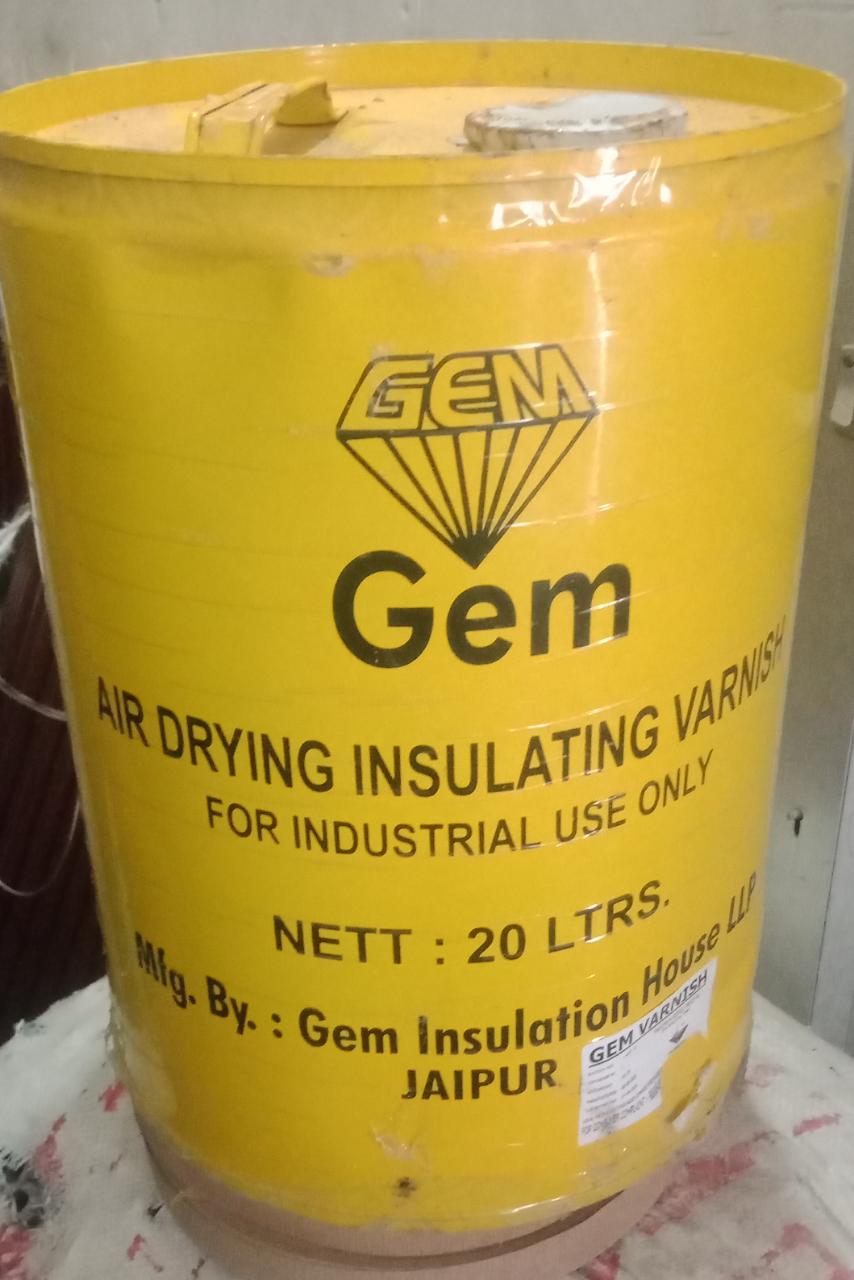 GEM
Gem
AIR DRYING INSULATING VARNISH
FOR INDUSTRIAL USE ONLY
NETT : 20 LTRS.
Mfg. By. : Gem Insulation House LLP
JAIPUR
GEM VARNISH